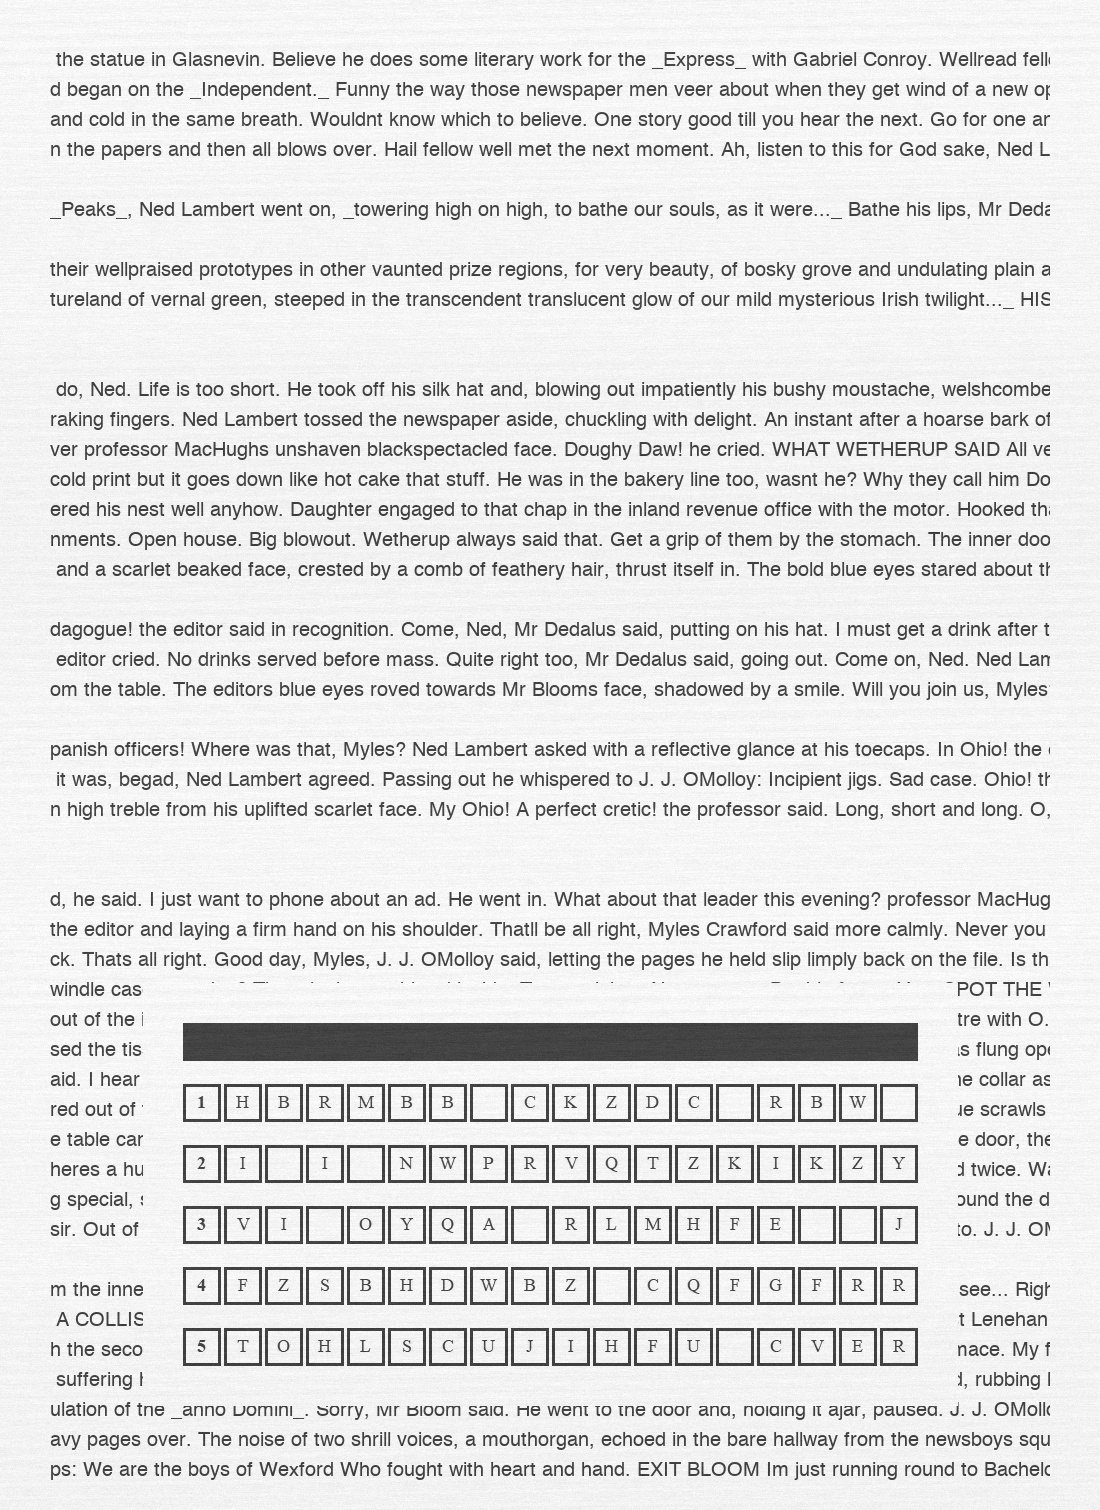 the statue in Glasnevin. Believe he does some literary work for the _Express_ with Gabriel Conroy. Wellread
d began on the _Independent._ Funny the way those newspaper men veer about when they get wind of a new
and cold in the same breath. Wouldnt know which to believe. One story good till you hear the next. Go for one
n the papers and then all blows over. Hail fellow well met the next moment. Ah, listen to this for God sake, Ned L
_Peaks_, Ned Lambert went on, _towering high on high, to bathe our souls, as it were..._ Bathe his lips, Mr
their wellpraised prototypes in other vaunted prize regions, for very beauty, of bosky grove and undulating plain a
tureland of vernal green, steeped in the transcendent translucent glow of our mild mysterious Irish twilight..._ HIS
do, Ned. Life is too short. He took off his silk hat and, blowing out impatiently his bushy moustache, welshcombe
raking fingers. Ned Lambert tossed the newspaper aside, chuckling with delight. An instant after a hoarse bark of
ver professor MacHughs unshaven blackspectacled face. Doughy Daw! he cried. WHAT WETHERUP SAID All ve
cold print but it goes down like hot cake that stuff. He was in the bakery line too, wasnt he? Why they call him Do
ered his nest well anyhow. Daughter engaged to that chap in the inland revenue office with the motor. Hooked
nments. Open house. Big blowout. Wetherup always said that. Get a grip of them by the stomach. The inner doo
and a scarlet beaked face, crested by a comb of feathery hair, thrust itself in. The bold blue eyes stared about
dagogue! the editor said in recognition. Come, Ned, Mr Dedalus said, putting on his hat. I must get a drink after t
editor cried. No drinks served before mass. Quite right too, Mr Dedalus said, going out. Come on, Ned. Ned
om the table. The editors blue eyes roved towards Mr Blooms face, shadowed by a smile. Will you join us, Myles
panish officers! Where was that, Myles? Ned Lambert asked with a reflective glance at his toecaps. In Ohio! the
it was, begad, Ned Lambert agreed. Passing out he whispered to J. J. OMolloy: Incipient jigs. Sad case. Ohio!
n high treble from his uplifted scarlet face. My Ohio! A perfect cretic! the professor said. Long, short and long. O,
d, he said. I just want to phone about an ad. He went in. What about that leader this evening? professor MacHug
the editor and laying a firm hand on his shoulder. Thatll be all right, Myles Crawford said more calmly. Never you
ck. Thats all right. Good day, Myles, J. J. OMolloy said, letting the pages he held slip limply back on the file. Is th
windle cas POT THE
out of the tre with O.
sed the tis s flung ope
aid. I hear e collar as
red out of ue scrawls
e table car e door, the
heres a hu d twice. Wa
g special, ound the d
sir. Out of to. J. J.
m the inne see... Righ
A COLLIS t Lenehan
h the seco mace. My f
suffering d, rubbing
1 H B R M B B C K Z D C R B W
2 I I N W P R V Q T Z K I K Z Y
3 V I O Y Q A R L M H F E J
4 F Z S B H D W B Z C Q F G F R R
5 T O H L S C U J I H F U C V E R
ulation of the _anno Domini_. Sorry, Mr Bloom said. He went to the door and, holding it ajar, paused. J. J. OMollo
avy pages over. The noise of two shrill voices, a mouthorgan, echoed in the bare hallway from the newsboys squ
ps: We are the boys of Wexford Who fought with heart and hand. EXIT BLOOM Im just running round to Bachelo